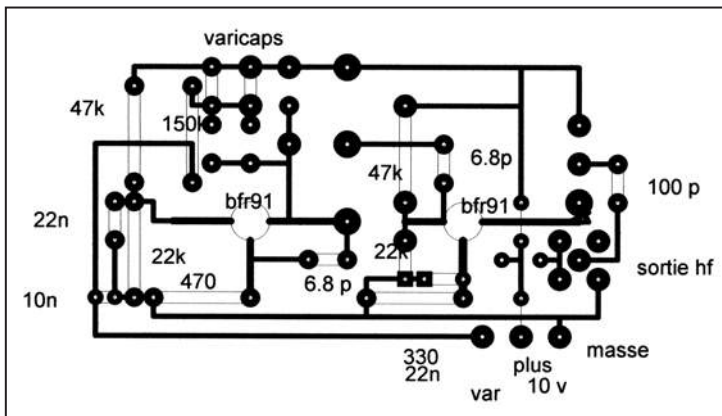 varicaps
47k
150k
6.8p
47k
100 p
bfr91
bfr91
22n
22k
22k
sortie hf
470
6.8 p
10n
330
22n
plus
masse
var
10 v